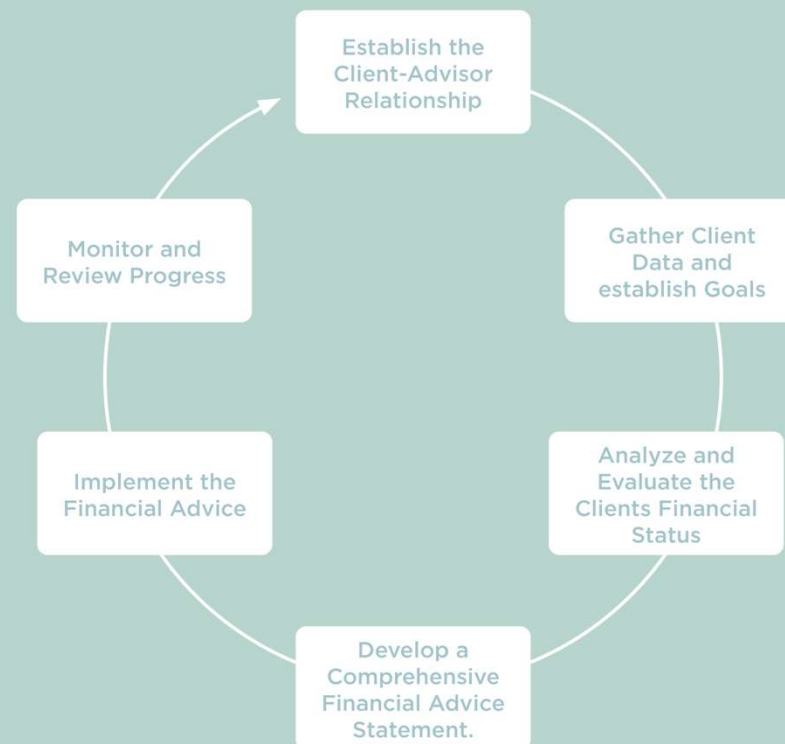 Establish the
Client-Advisor
Relationship
Gather Client
Data and
establish Goals
Analyze and
Evaluate the
Clients Financial
Status
Develop a
Comprehensive
Financial Advice
Statement.
Implement the
Financial Advice
Monitor and
Review Progress